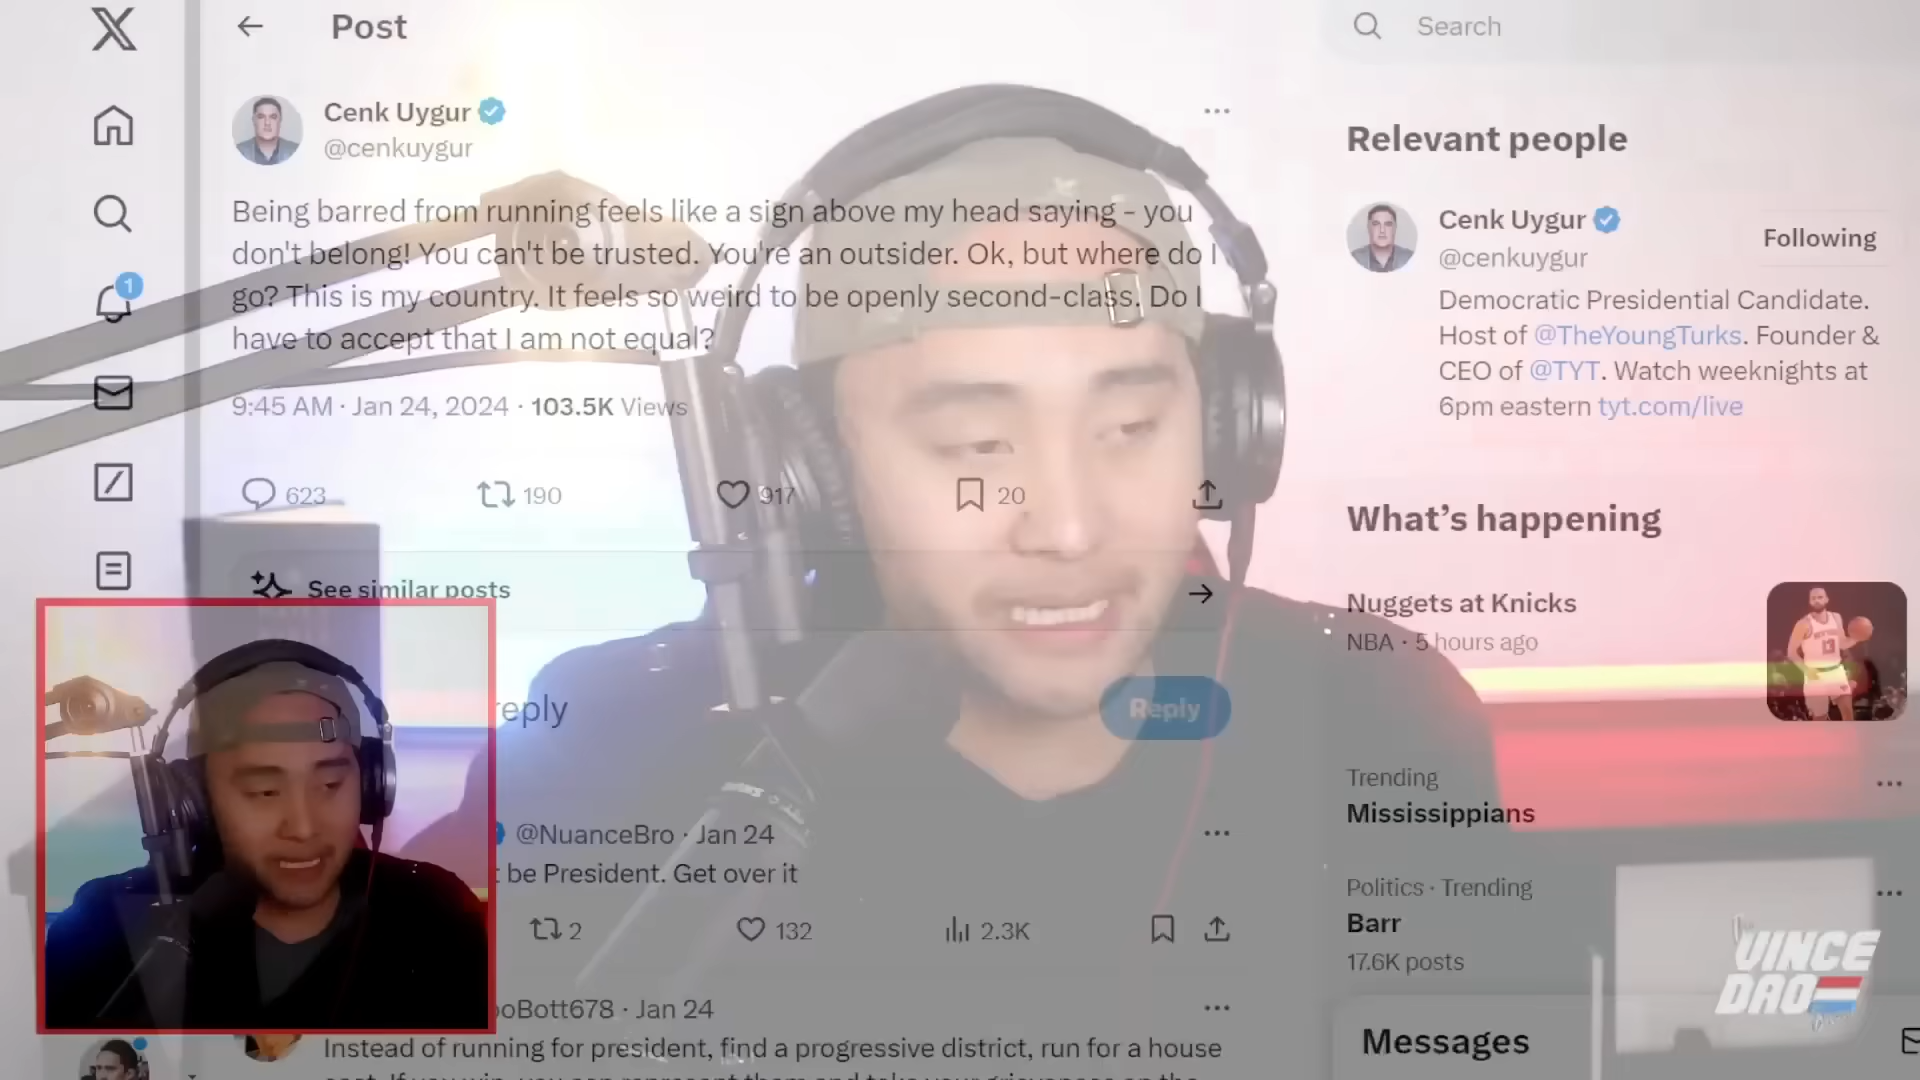 Post
Search
Cenk Uygur
@cenkuygur
Being barred from running feels like a sign above my head saying - you
don't belong! You can't be trusted. You're an outsider. Ok, but where do I
go? This is my country. It feels so weird to be openly second-class. Do I
have to accept that I am not equal?
9:45 AM · Jan 24, 2024 · 103.5K Views
623
190
917
20
See similar posts
reply
Reply
@NuanceBro · Jan 24
be President. Get over it
2
132
2.3K
ooBott678 · Jan 24
Instead of running for president, find a progressive district, run for a house
1
Relevant people
Cenk Uygur
@cenkuygur
Following
Democratic Presidential Candidate.
Host of @TheYoungTurks. Founder &
CEO of @TYT. Watch weeknights at
6pm eastern tyt.com/live
What's happening
Nuggets at Knicks
NBA · 5 hours ago
Trending
Mississippians
Politics · Trending
Barr
17.6K posts
Messages
VINCE
DAO